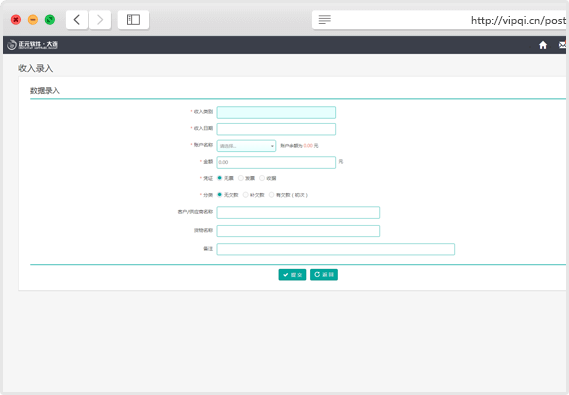 http://vipqi.cn/post
正元软件·大连
收入录入
数据录入
* 收入类别
* 收入日期
* 账户名称 请选择... 账户余额为 0.00 元
* 金额 0.00 元
* 凭证 无票 发票 收据
* 分类 无欠款 补欠款 有欠款（初次）
客户/供应商名称
货物名称
备注
提交 返回